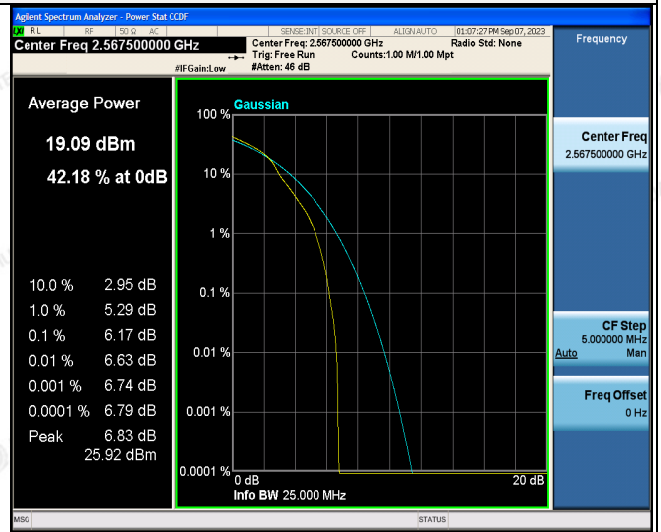 Agilent Spectrum Analyzer - Power Stat CCDF
LXI RL RF 50 Ω AC SENSE:INT SOURCE OFF ALIGN AUTO 01:07:27 PM Sep 07, 2023
Center Freq 2.567500000 GHz
Center Freq: 2.567500000 GHz Radio Std: None
Trig: Free Run Counts:1.00 M/1.00 Mpt
#IFGain:Low #Atten: 46 dB
Frequency
Average Power
19.09 dBm
42.18 % at 0dB
10.0 % 2.95 dB
1.0 % 5.29 dB
0.1 % 6.17 dB
0.01 % 6.63 dB
0.001 % 6.74 dB
0.0001 % 6.79 dB
Peak 6.83 dB
25.92 dBm
Gaussian
100 %
10 %
1 %
0.1 %
0.01 %
0.001 %
0.0001 %
0 dB 20 dB
Info BW 25.000 MHz
Center Freq
2.567500000 GHz
CF Step
5.000000 MHz
Auto Man
Freq Offset
0 Hz
MSG STATUS